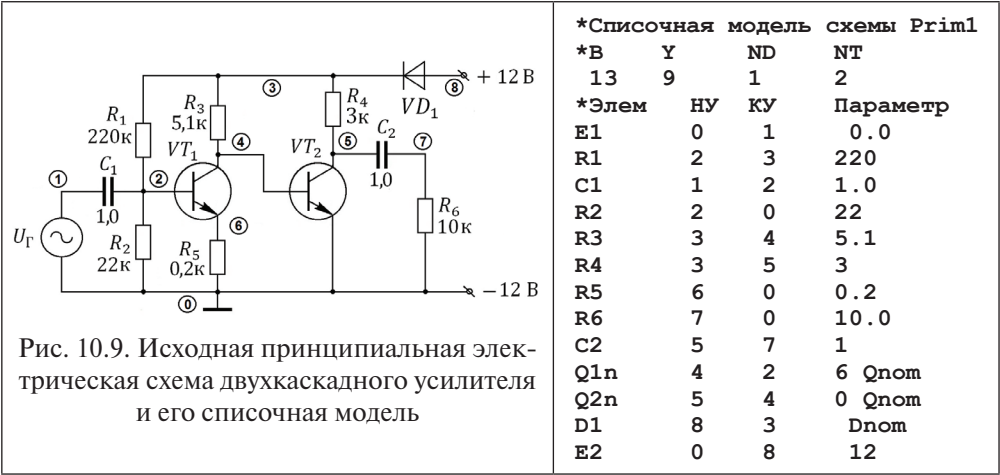 R1
220к
R3
5,1к
R4
3к
VD1
+ 12 В
C1
1,0
VT1
VT2
C2
1,0
R6
10к
UГ
R2
22к
R5
0,2к
− 12 В
1
2
3
4
5
6
7
8
0
Рис. 10.9. Исходная принципиальная элек-
трическая схема двухкаскадного усилителя
и его списочная модель
*Списочная модель схемы Prim1
*В Y ND NT
13 9 1 2
*Элем НУ КУ Параметр
E1 0 1 0.0
R1 2 3 220
C1 1 2 1.0
R2 2 0 22
R3 3 4 5.1
R4 3 5 3
R5 6 0 0.2
R6 7 0 10.0
C2 5 7 1
Q1n 4 2 6 Qnom
Q2n 5 4 0 Qnom
D1 8 3 Dnom
E2 0 8 12